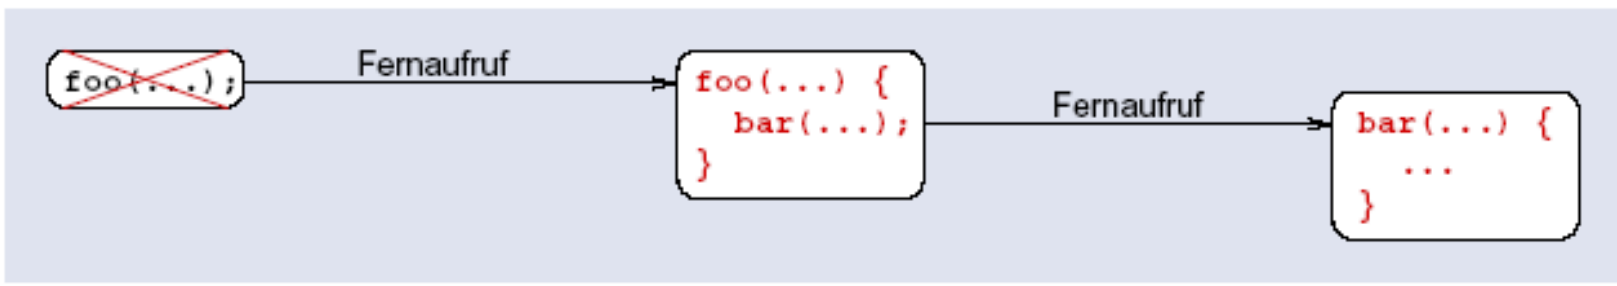 foo(...);
Fernaufruf
foo(...) {
bar(...);
}
Fernaufruf
bar(...) {
...
}